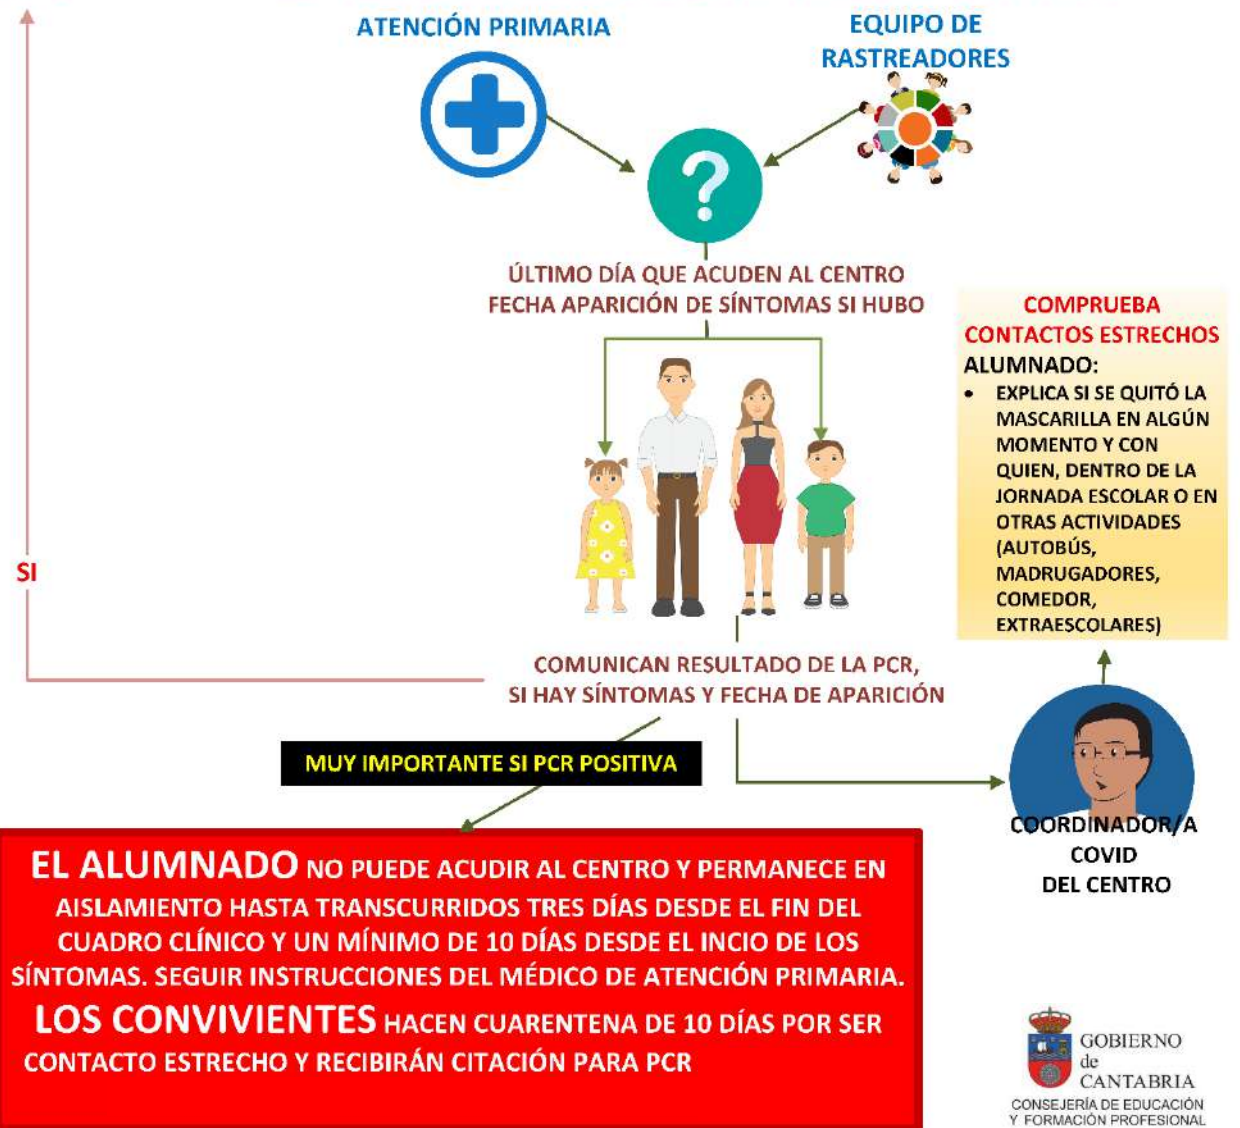 ATENCIÓN PRIMARIA
EQUIPO DE
RASTREADORES
?
ÚLTIMO DÍA QUE ACUDEN AL CENTRO
FECHA APARICIÓN DE SÍNTOMAS SI HUBO
COMPRUEBA
CONTACTOS ESTRECHOS
ALUMNADO:
• EXPLICA SI SE QUITÓ LA
MASCARILLA EN ALGÚN
MOMENTO Y CON
QUIEN, DENTRO DE LA
JORNADA ESCOLAR O EN
OTRAS ACTIVIDADES
(AUTOBÚS,
MADRUGADORES,
COMEDOR,
EXTRAESCOLARES)
SI
COMUNICAN RESULTADO DE LA PCR,
SI HAY SÍNTOMAS Y FECHA DE APARICIÓN
MUY IMPORTANTE SI PCR POSITIVA
COORDINADOR/A
COVID
DEL CENTRO
EL ALUMNADO NO PUEDE ACUDIR AL CENTRO Y PERMANECE EN
AISLAMIENTO HASTA TRANSCURRIDOS TRES DÍAS DESDE EL FIN DEL
CUADRO CLÍNICO Y UN MÍNIMO DE 10 DÍAS DESDE EL INCIO DE LOS
SÍNTOMAS. SEGUIR INSTRUCCIONES DEL MÉDICO DE ATENCIÓN PRIMARIA.
LOS CONVIVIENTES HACEN CUARENTENA DE 10 DÍAS POR SER
CONTACTO ESTRECHO Y RECIBIRÁN CITACIÓN PARA PCR
GOBIERNO
de
CANTABRIA
CONSEJERÍA DE EDUCACIÓN
Y FORMACIÓN PROFESIONAL